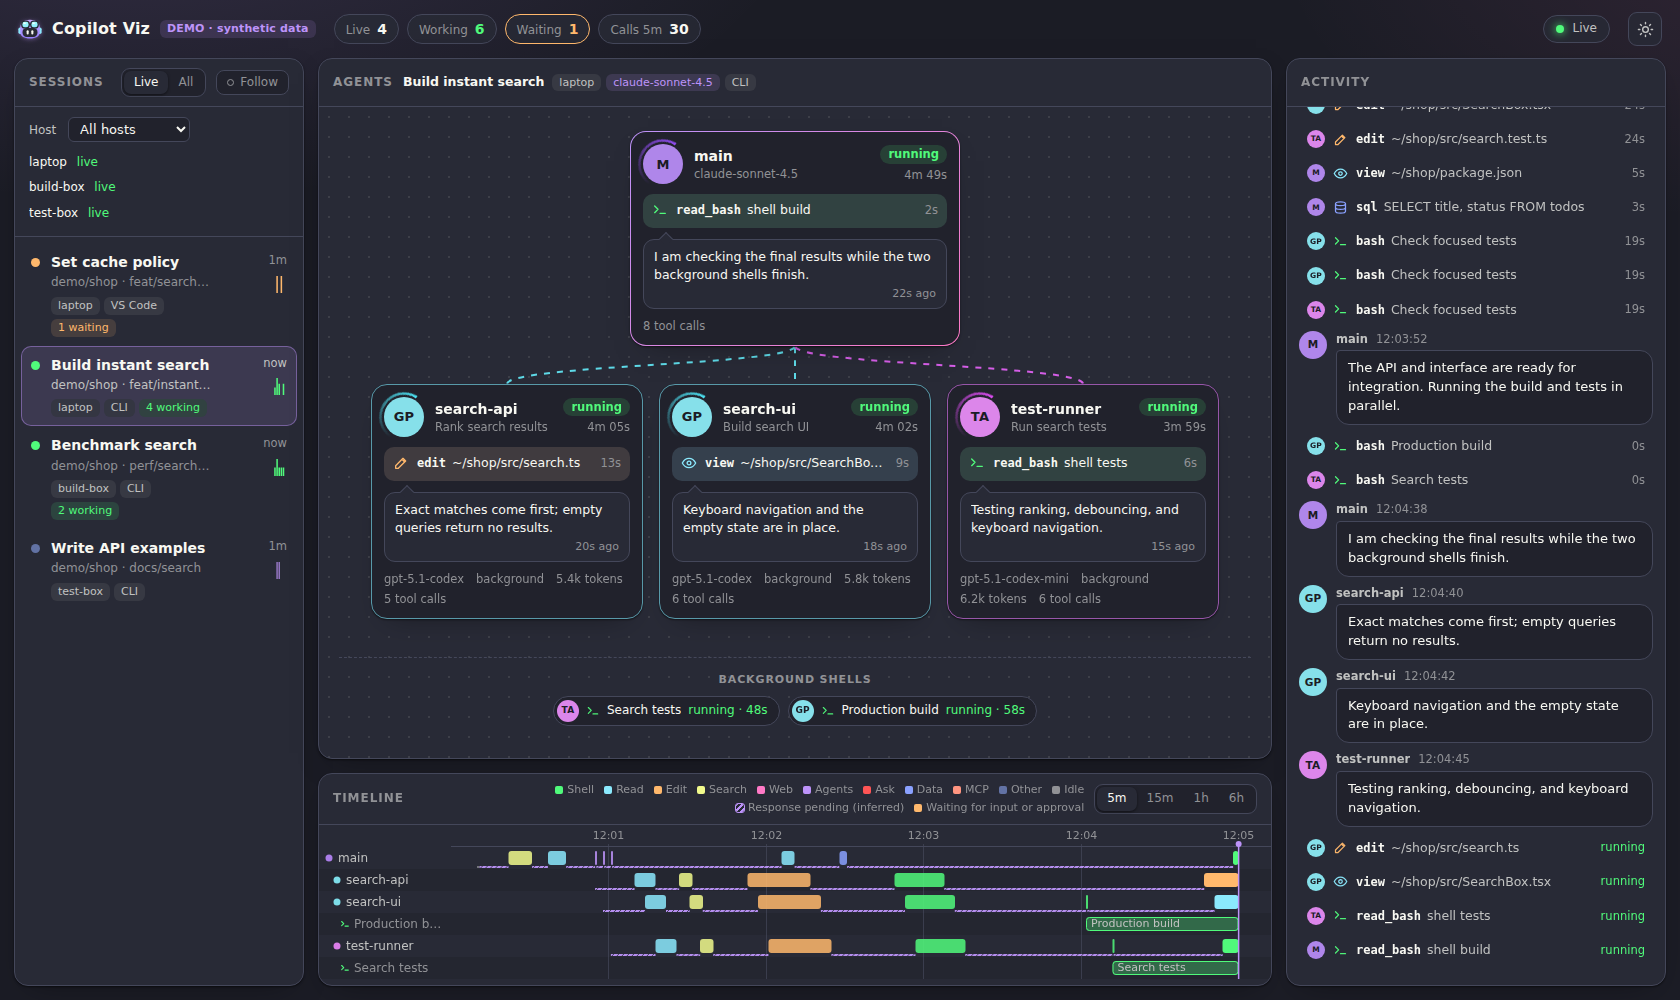 Copilot Viz DEMO · synthetic data Live 4 Working 6 Waiting 1 Calls 5m 30 Live
SESSIONS Live All Follow
Host All hosts
laptop live
build-box live
test-box live
Set cache policy 1m
demo/shop · feat/search...
laptop VS Code
1 waiting
Build instant search now
demo/shop · feat/instant...
laptop CLI 4 working
Benchmark search now
demo/shop · perf/search...
build-box CLI
2 working
Write API examples 1m
demo/shop · docs/search
test-box CLI
AGENTS Build instant search laptop claude-sonnet-4.5 CLI
M main running
claude-sonnet-4.5 4m 49s
read_bash shell build 2s
I am checking the final results while the two
background shells finish.
22s ago
8 tool calls
GP search-api running
Rank search results 4m 05s
edit ~/shop/src/search.ts 13s
Exact matches come first; empty
queries return no results.
20s ago
gpt-5.1-codex background 5.4k tokens
5 tool calls
GP search-ui running
Build search UI 4m 02s
view ~/shop/src/SearchBo... 9s
Keyboard navigation and the
empty state are in place.
18s ago
gpt-5.1-codex background 5.8k tokens
6 tool calls
TA test-runner running
Run search tests 3m 59s
read_bash shell tests 6s
Testing ranking, debouncing, and
keyboard navigation.
15s ago
gpt-5.1-codex-mini background
6.2k tokens 6 tool calls
BACKGROUND SHELLS
TA Search tests running · 48s GP Production build running · 58s
TIMELINE
Shell Read Edit Search Web Agents Ask Data MCP Other Idle
Response pending (inferred) Waiting for input or approval
5m 15m 1h 6h
12:01 12:02 12:03 12:04 12:05
main
search-api
search-ui
Production b... Production build
test-runner
Search tests Search tests
ACTIVITY
edit ~/shop/src/SearchBox.tsx 24s
TA edit ~/shop/src/search.test.ts 24s
M view ~/shop/package.json 5s
M sql SELECT title, status FROM todos 3s
GP bash Check focused tests 19s
GP bash Check focused tests 19s
TA bash Check focused tests 19s
M main 12:03:52
The API and interface are ready for
integration. Running the build and tests in
parallel.
GP bash Production build 0s
TA bash Search tests 0s
M main 12:04:38
I am checking the final results while the two
background shells finish.
GP search-api 12:04:40
Exact matches come first; empty queries
return no results.
GP search-ui 12:04:42
Keyboard navigation and the empty state
are in place.
TA test-runner 12:04:45
Testing ranking, debouncing, and keyboard
navigation.
GP edit ~/shop/src/search.ts running
GP view ~/shop/src/SearchBox.tsx running
TA read_bash shell tests running
M read_bash shell build running